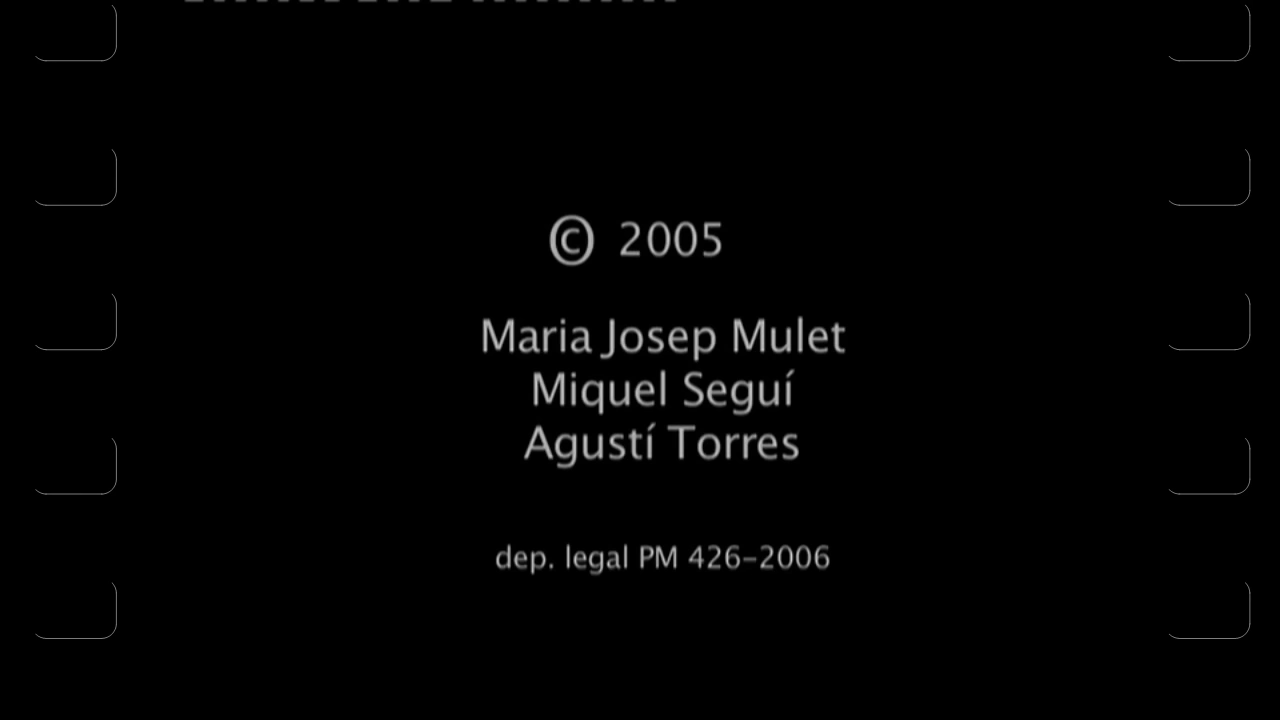 © 2005
Maria Josep Mulet
Miquel Seguí
Agustí Torres
dep. legal PM 426-2006